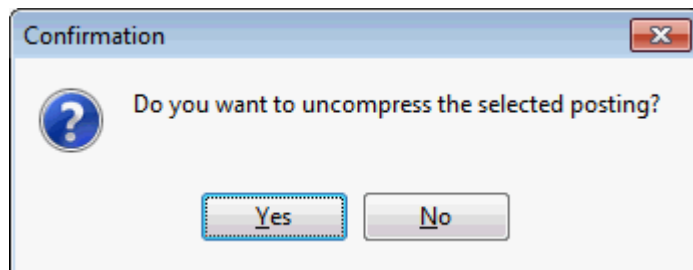 Confirmation
Do you want to uncompress the selected posting?
Yes No